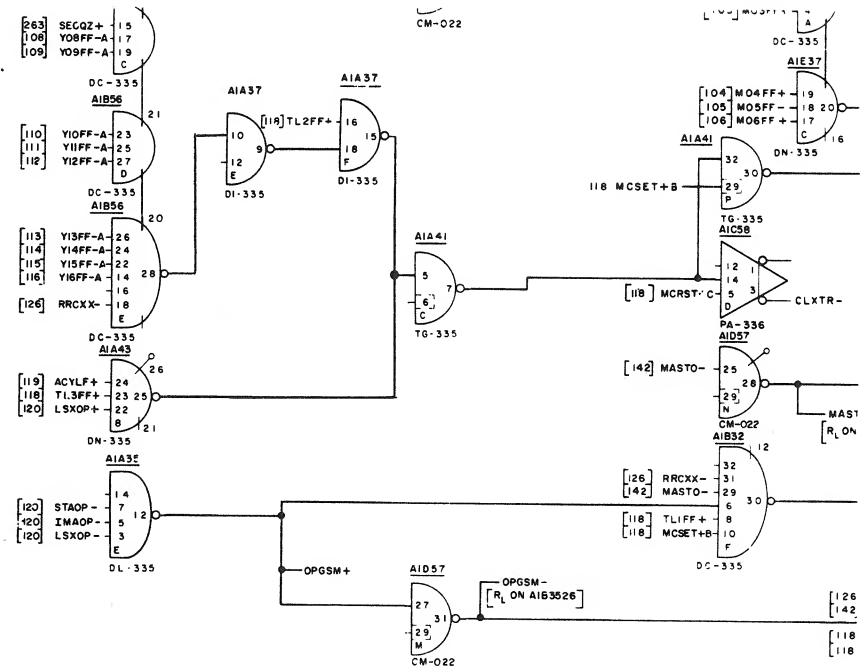 [263] SECQZ+ 15
[108] Y08FF-A 17
[109] Y09FF-A 19
C
DC-335
CM-022
4
A
DC-335
A1B56
21
[110] Y10FF-A 23
[111] Y11FF-A 25
[112] Y12FF-A 27
D
DC-335
A1A37
10
9
12
E
DI-335
A1A37
[118] TL2FF+ 16
15
18
F
DI-335
A1E37
[104] M04FF+ 19
[105] M05FF- 18 20
[106] M06FF+ 17
C
16
DN-335
A1A41
32
30
118 MCSET+B 29
P
TG-335
A1B56
20
[113] Y13FF-A 26
[114] Y14FF-A 24
[115] Y15FF-A 22
[116] Y16FF-A 14
28
16
[126] RRCXX- 18
E
DC-335
A1A41
5
7
6
C
TG-335
A1C58
12
1
14
[118] MCRST-C 5
3
D
CLXTR-
PA-336
A1A43
26
[119] ACYLF+ 24
[118] TL3FF+ 23 25
[120] LSXOP+ 22
B
21
DN-335
A1D57
[142] MASTO- 25
28
29
N
CM-022
MAST
[RL ON
A1A35
14
[120] STAOP- 7
12
[120] IMAOP- 5
[120] LSXOP- 3
E
DL-335
A1B32
12
32
[126] RRCXX- 31
[142] MASTO- 29
30
6
[118] TL1FF+ 8
[118] MCSET+B 10
F
DC-335
OPGSM+
A1D57
27
31
29
M
CM-022
OPGSM-
[RL ON A1B3526]
[126
[142
[118
[118